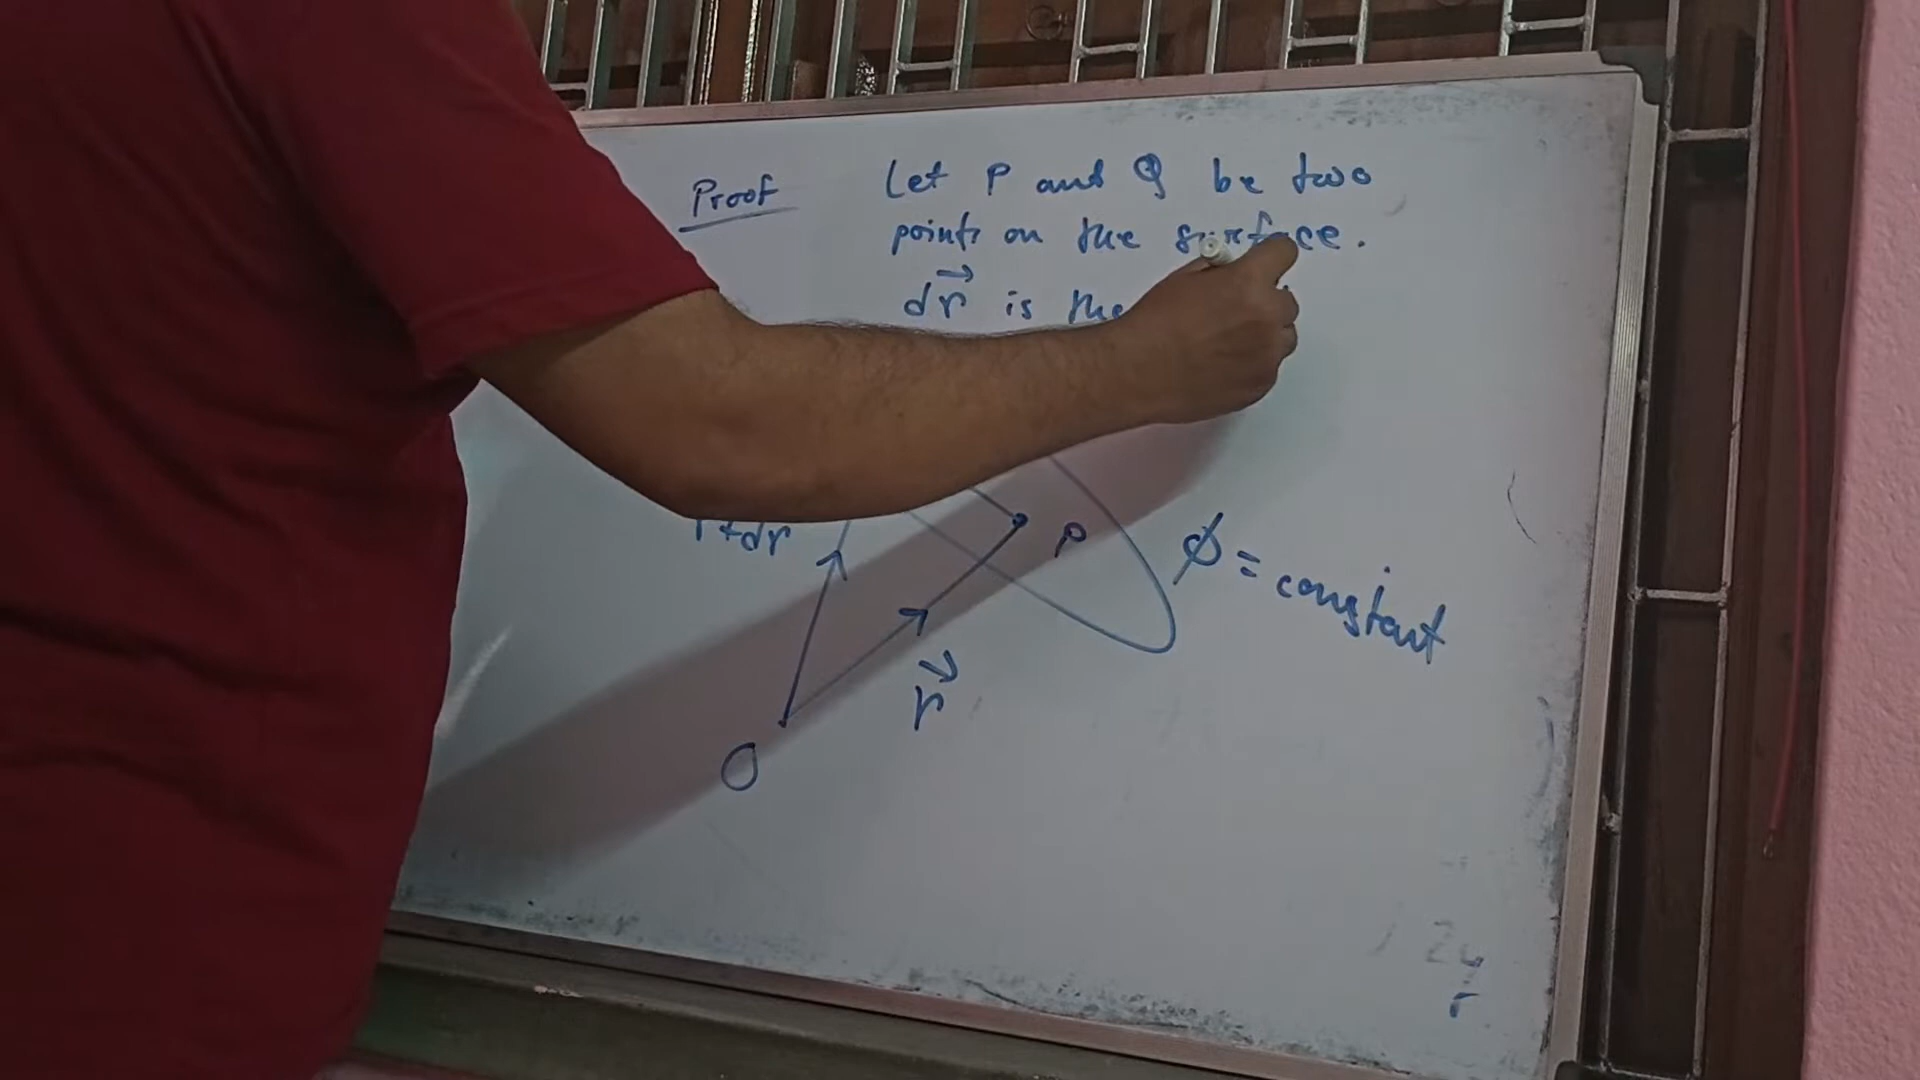 Proof
Let P and Q be two
points on the surface.
dr⃗ is the
r+dr
P
ϕ = constant
r⃗
O